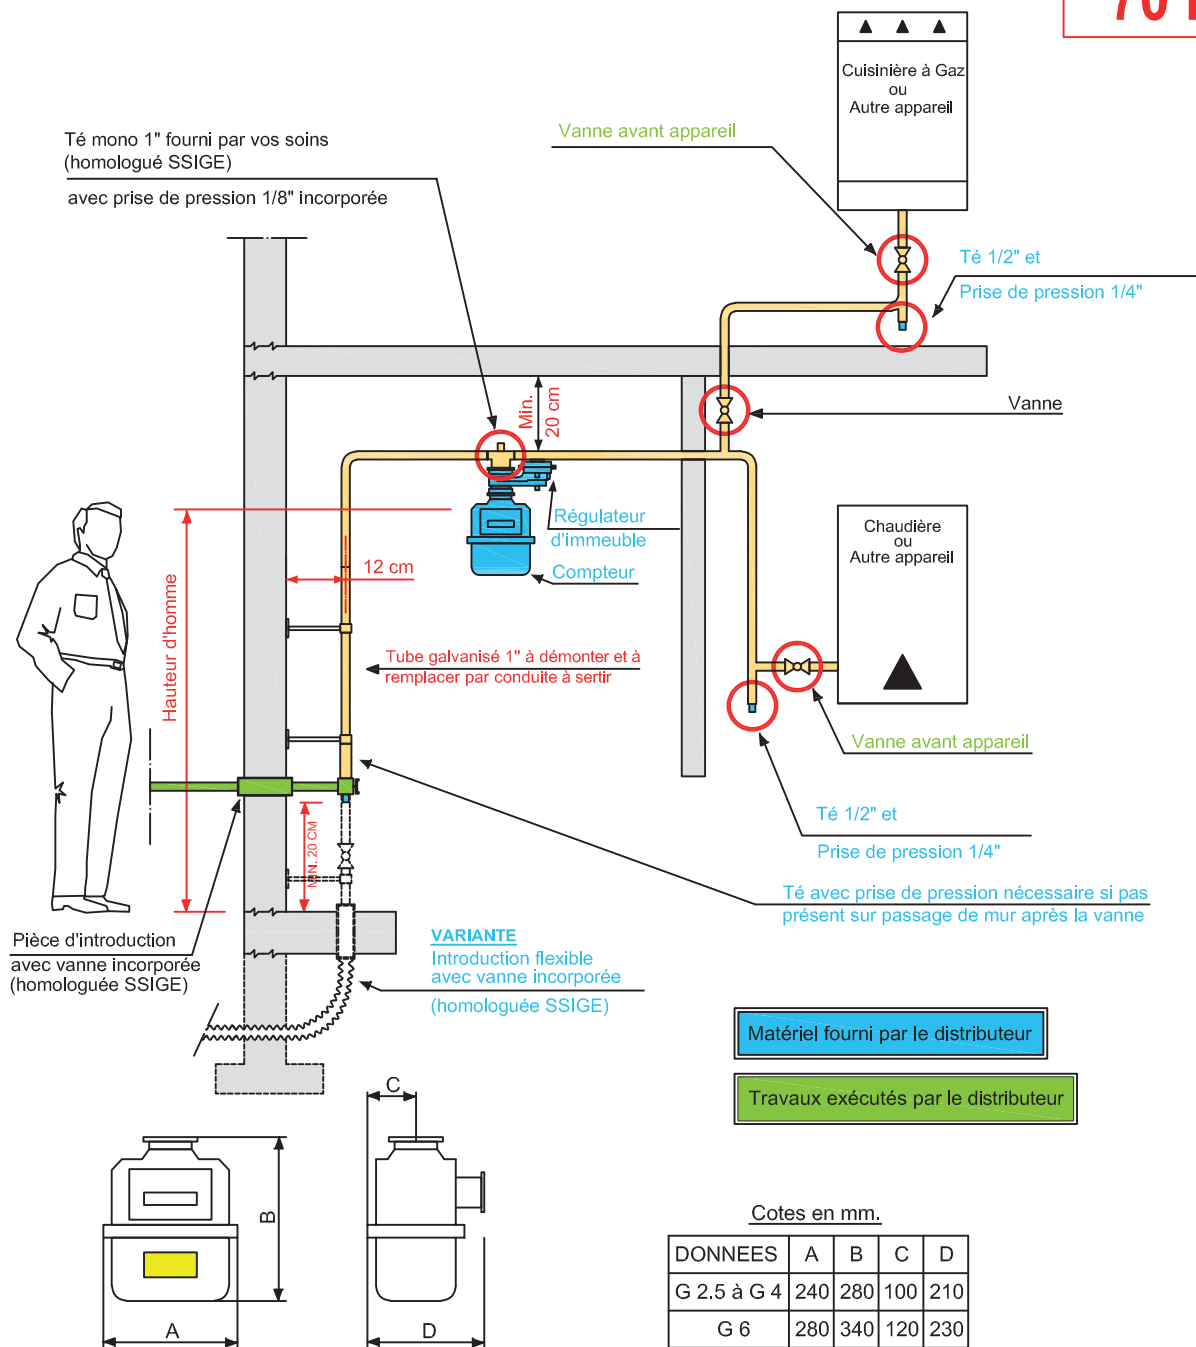 Cuisinière à Gaz
ou
Autre appareil
Vanne avant appareil
Té mono 1" fourni par vos soins
(homologué SSIGE)
avec prise de pression 1/8" incorporée
Té 1/2" et
Prise de pression 1/4"
Min.
20 cm
Vanne
Régulateur
d'immeuble
Compteur
Chaudière
ou
Autre appareil
12 cm
Hauteur d'homme
Tube galvanisé 1" à démonter et à
remplacer par conduite à sertir
Vanne avant appareil
MIN. 20 CM
Té 1/2" et
Prise de pression 1/4"
Té avec prise de pression nécessaire si pas
présent sur passage de mur après la vanne
Pièce d'introduction
avec vanne incorporée
(homologuée SSIGE)
VARIANTE
Introduction flexible
avec vanne incorporée
(homologuée SSIGE)
Matériel fourni par le distributeur
Travaux exécutés par le distributeur
C
B
A
D
Cotes en mm.
DONNEES A B C D
G 2.5 à G 4 240 280 100 210
G 6 280 340 120 230